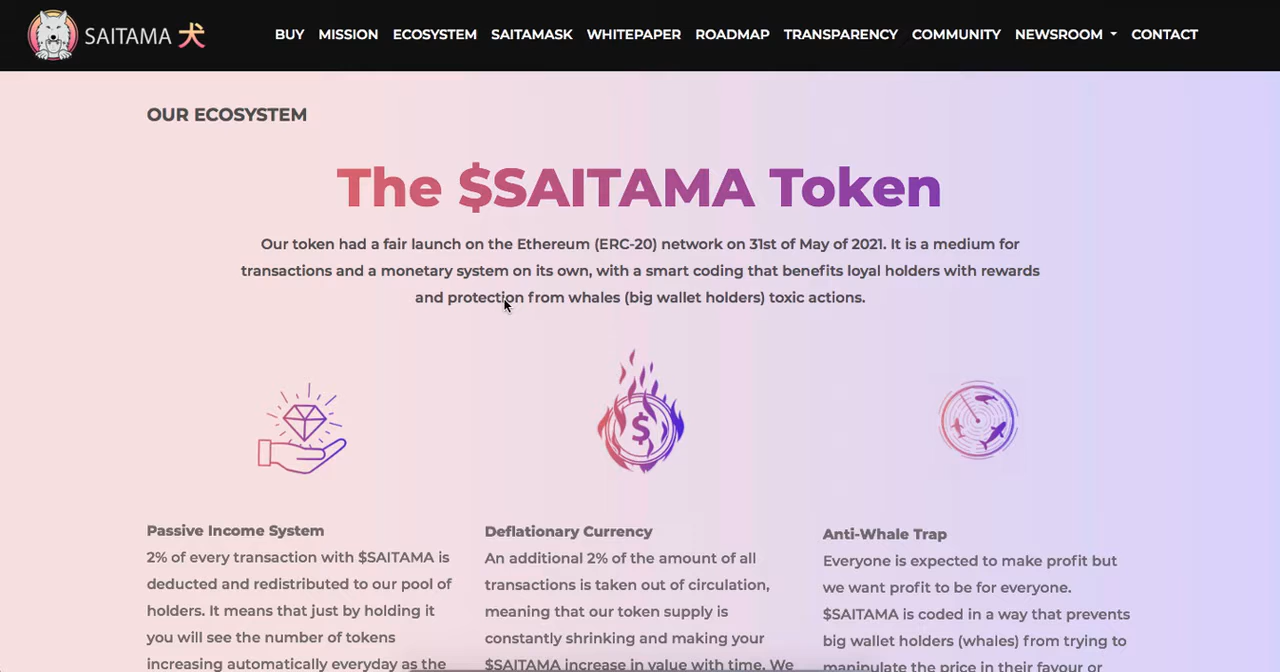 SAITAMA 犬
BUY MISSION ECOSYSTEM SAITAMASK WHITEPAPER ROADMAP TRANSPARENCY COMMUNITY NEWSROOM CONTACT
OUR ECOSYSTEM
The $SAITAMA Token
Our token had a fair launch on the Ethereum (ERC-20) network on 31st of May of 2021. It is a medium for
transactions and a monetary system on its own, with a smart coding that benefits loyal holders with rewards
and protection from whales (big wallet holders) toxic actions.
$
Passive Income System
2% of every transaction with $SAITAMA is
deducted and redistributed to our pool of
holders. It means that just by holding it
you will see the number of tokens
increasing automatically everyday as the
Deflationary Currency
An additional 2% of the amount of all
transactions is taken out of circulation,
meaning that our token supply is
constantly shrinking and making your
$SAITAMA increase in value with time. We
Anti-Whale Trap
Everyone is expected to make profit but
we want profit to be for everyone.
$SAITAMA is coded in a way that prevents
big wallet holders (whales) from trying to
manipulate the price in their favour or